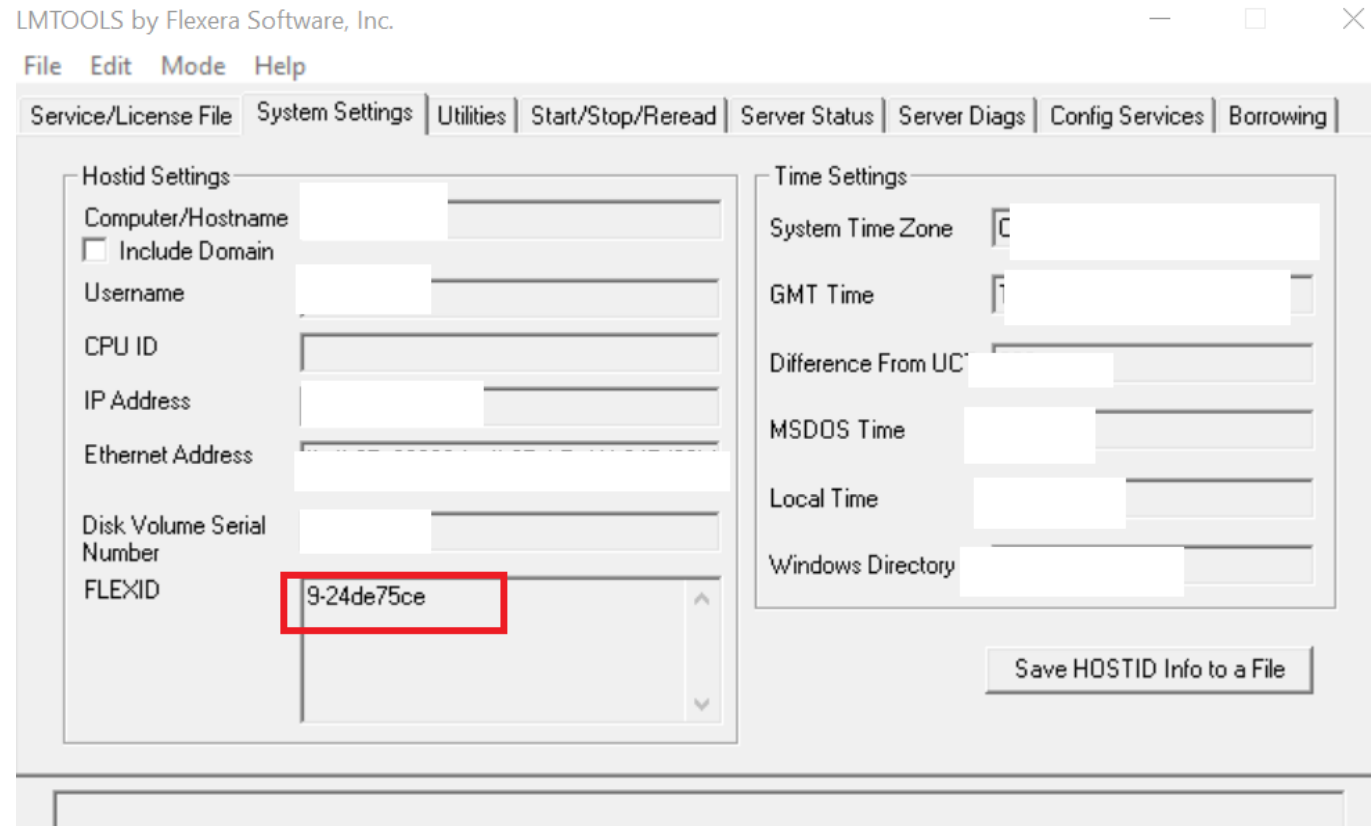 LMTOOLS by Flexera Software, Inc.
File Edit Mode Help
Service/License File System Settings Utilities Start/Stop/Reread Server Status Server Diags Config Services Borrowing
Hostid Settings
Computer/Hostname
Include Domain
Username
CPU ID
IP Address
Ethernet Address
Disk Volume Serial
Number
FLEXID
9-24de75ce
Time Settings
System Time Zone
GMT Time
Difference From
MSDOS Time
Local Time
Windows Directory
Save HOSTID Info to a File